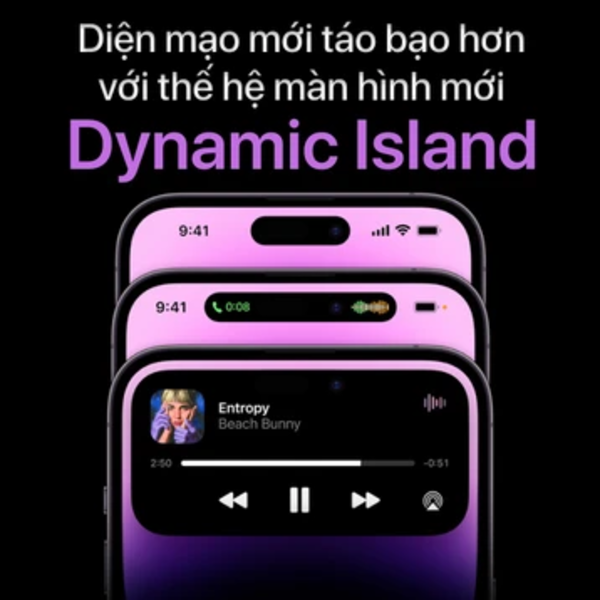 Diện mạo mới táo bạo hơn
với thế hệ màn hình mới
Dynamic Island
9:41
9:41 0:08
Entropy
Beach Bunny
2:50 -0:51